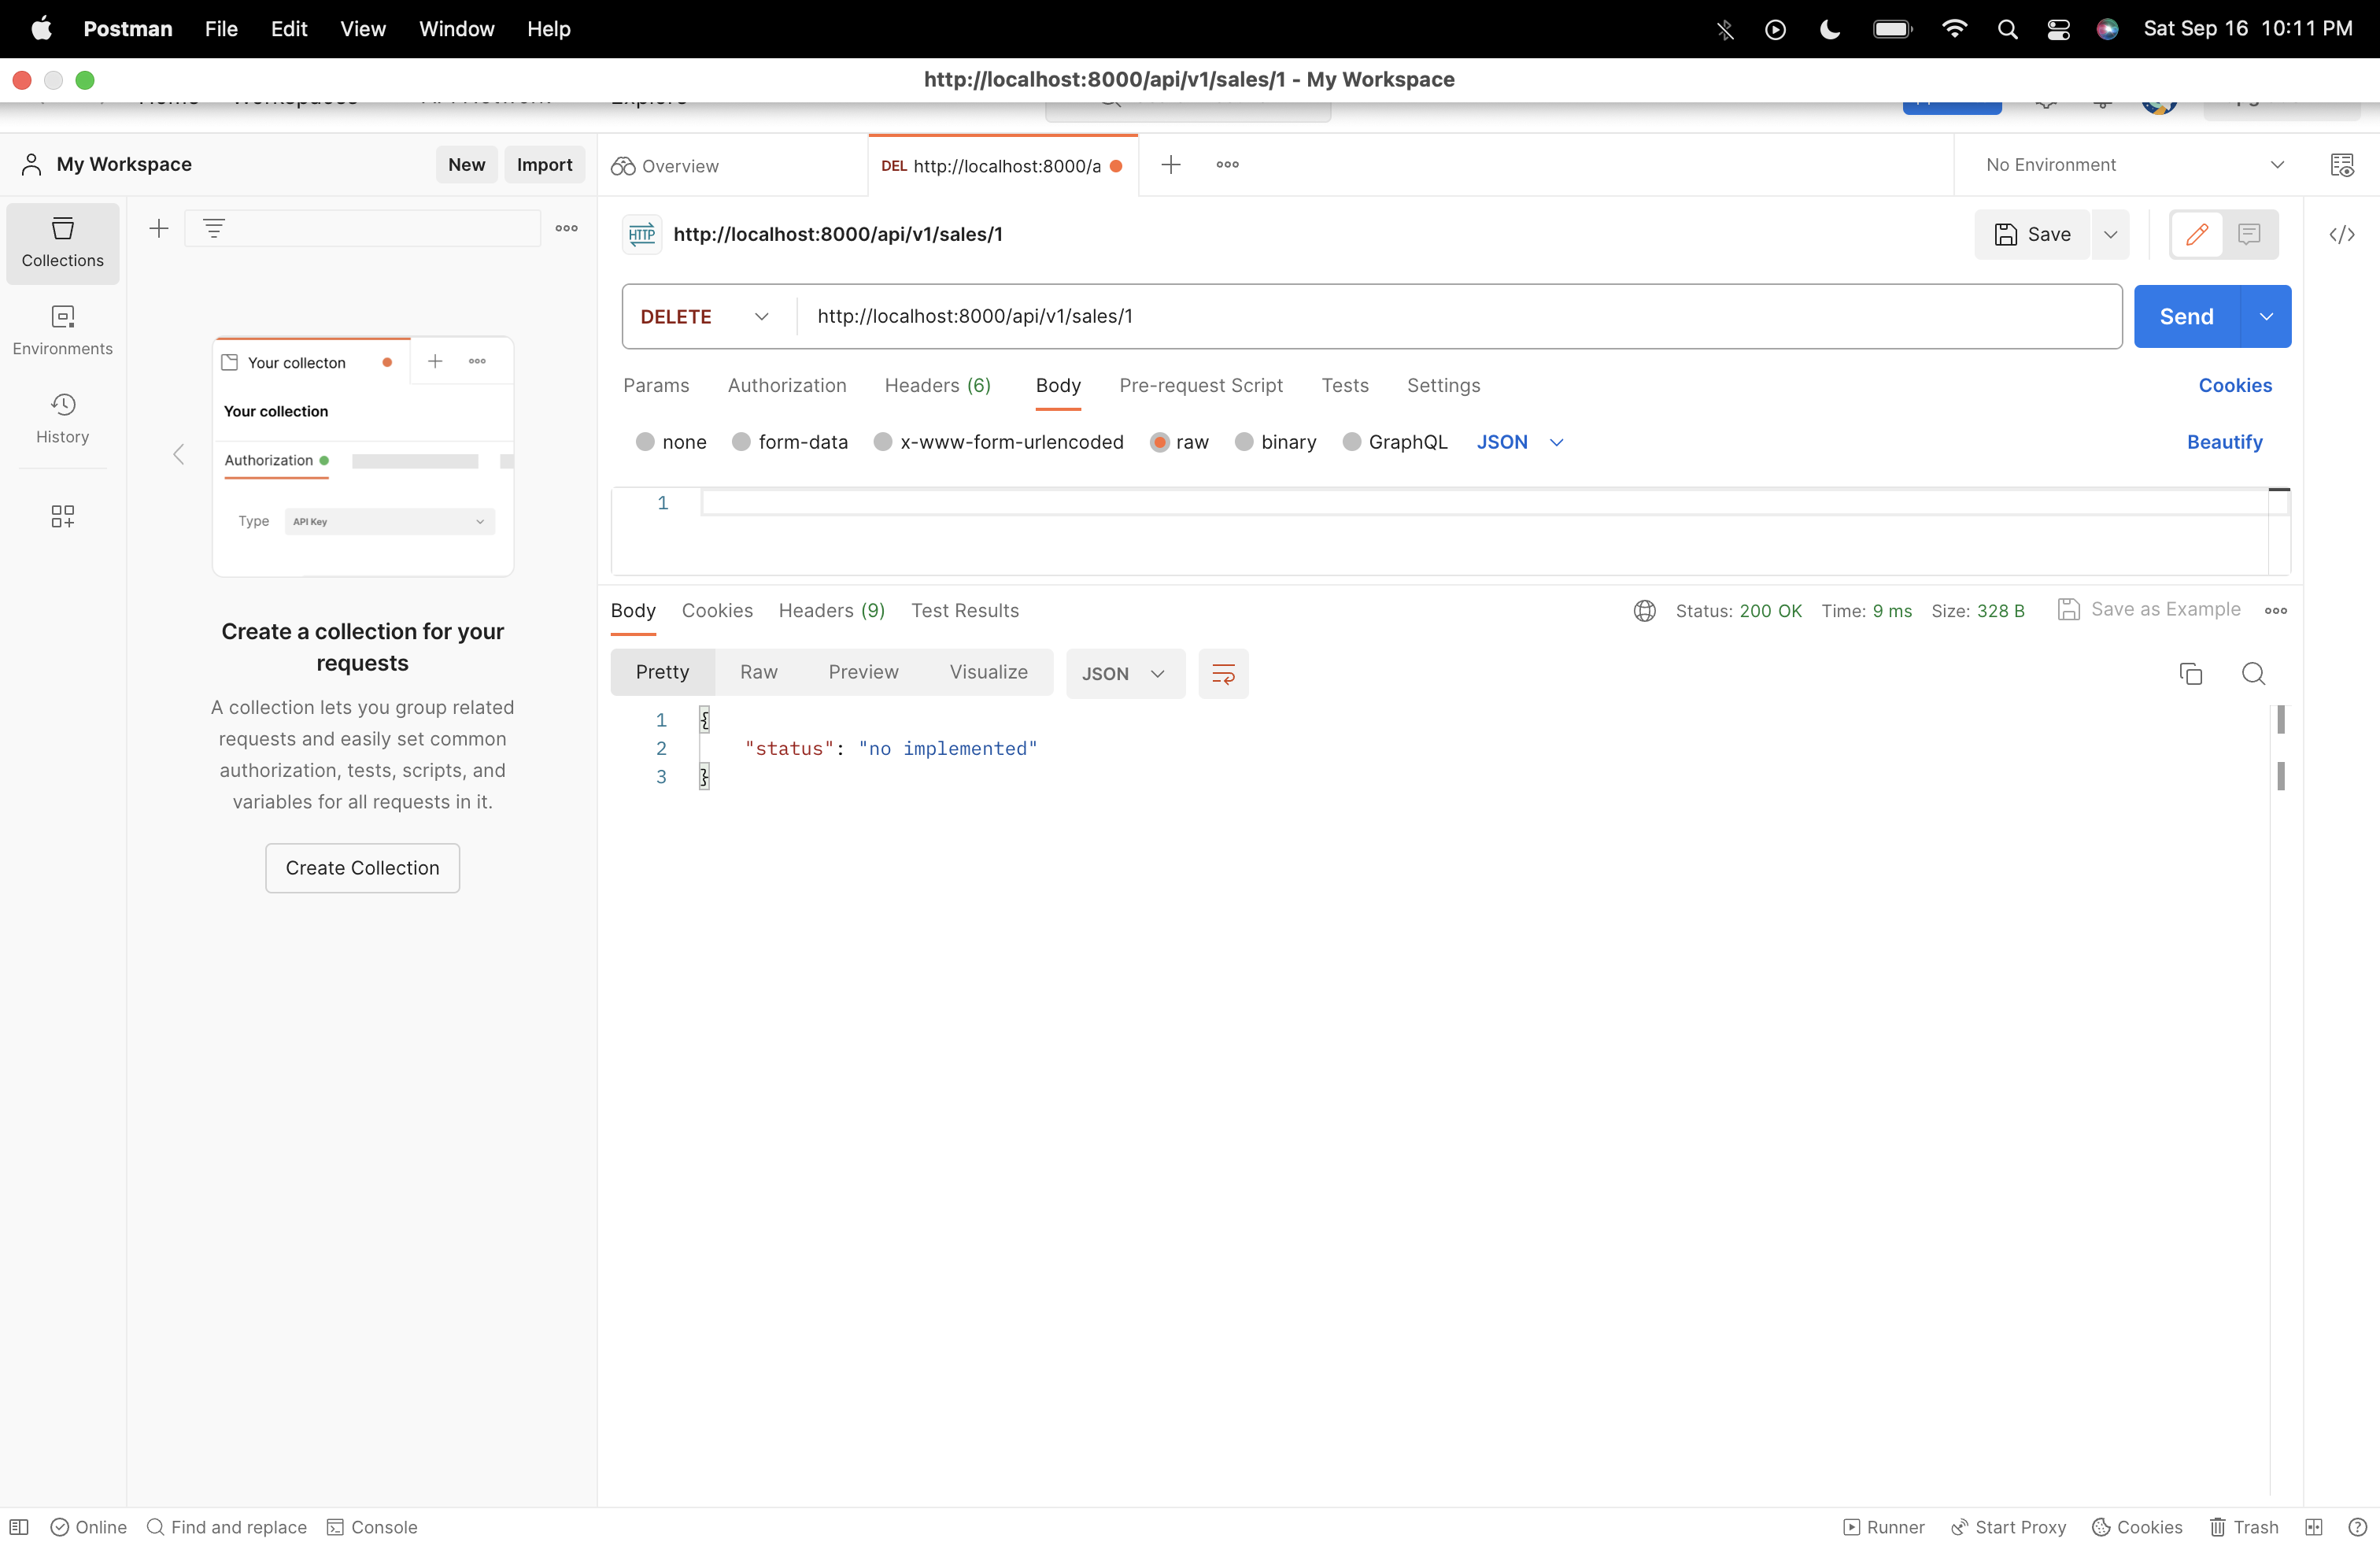 Postman File Edit View Window Help Sat Sep 16 10:11 PM
http://localhost:8000/api/v1/sales/1 - My Workspace
My Workspace New Import Overview DEL http://localhost:8000/a No Environment
Collections
Environments
History
Your collecton
Your collection
Authorization
Type API Key
Create a collection for your
requests
A collection lets you group related
requests and easily set common
authorization, tests, scripts, and
variables for all requests in it.
Create Collection
HTTP http://localhost:8000/api/v1/sales/1 Save
DELETE http://localhost:8000/api/v1/sales/1 Send
Params Authorization Headers (6) Body Pre-request Script Tests Settings Cookies
none form-data x-www-form-urlencoded raw binary GraphQL JSON Beautify
1
Body Cookies Headers (9) Test Results Status: 200 OK Time: 9 ms Size: 328 B Save as Example
Pretty Raw Preview Visualize JSON
1 {
2 "status": "no implemented"
3 }
Online Find and replace Console Runner Start Proxy Cookies Trash